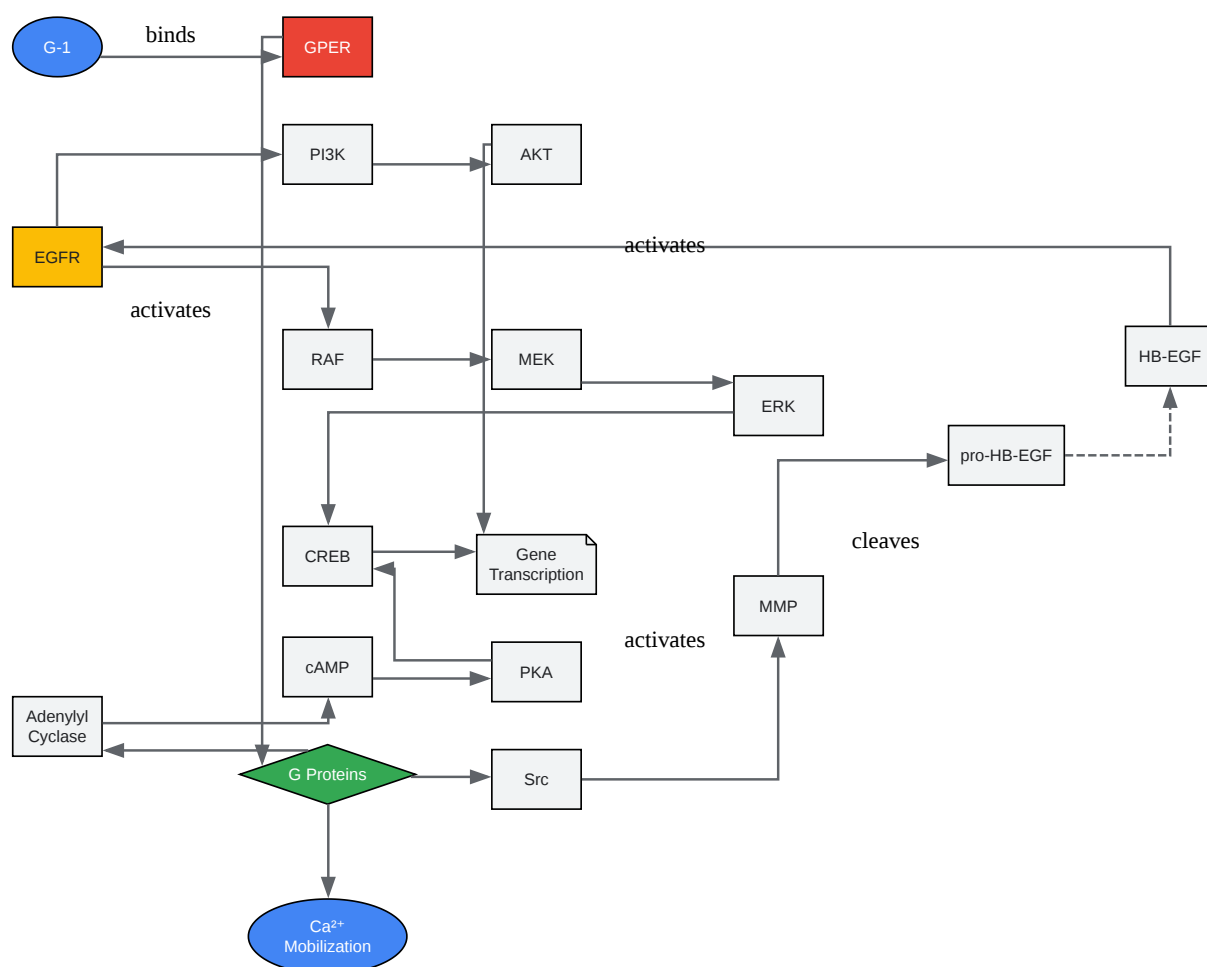 G-1
binds
GPER
PI3K
AKT
EGFR
activates
activates
RAF
MEK
HB-EGF
ERK
pro-HB-EGF
CREB
Gene
Transcription
cleaves
MMP
activates
cAMP
PKA
Adenylyl
Cyclase
G Proteins
Src
Ca²⁺
Mobilization